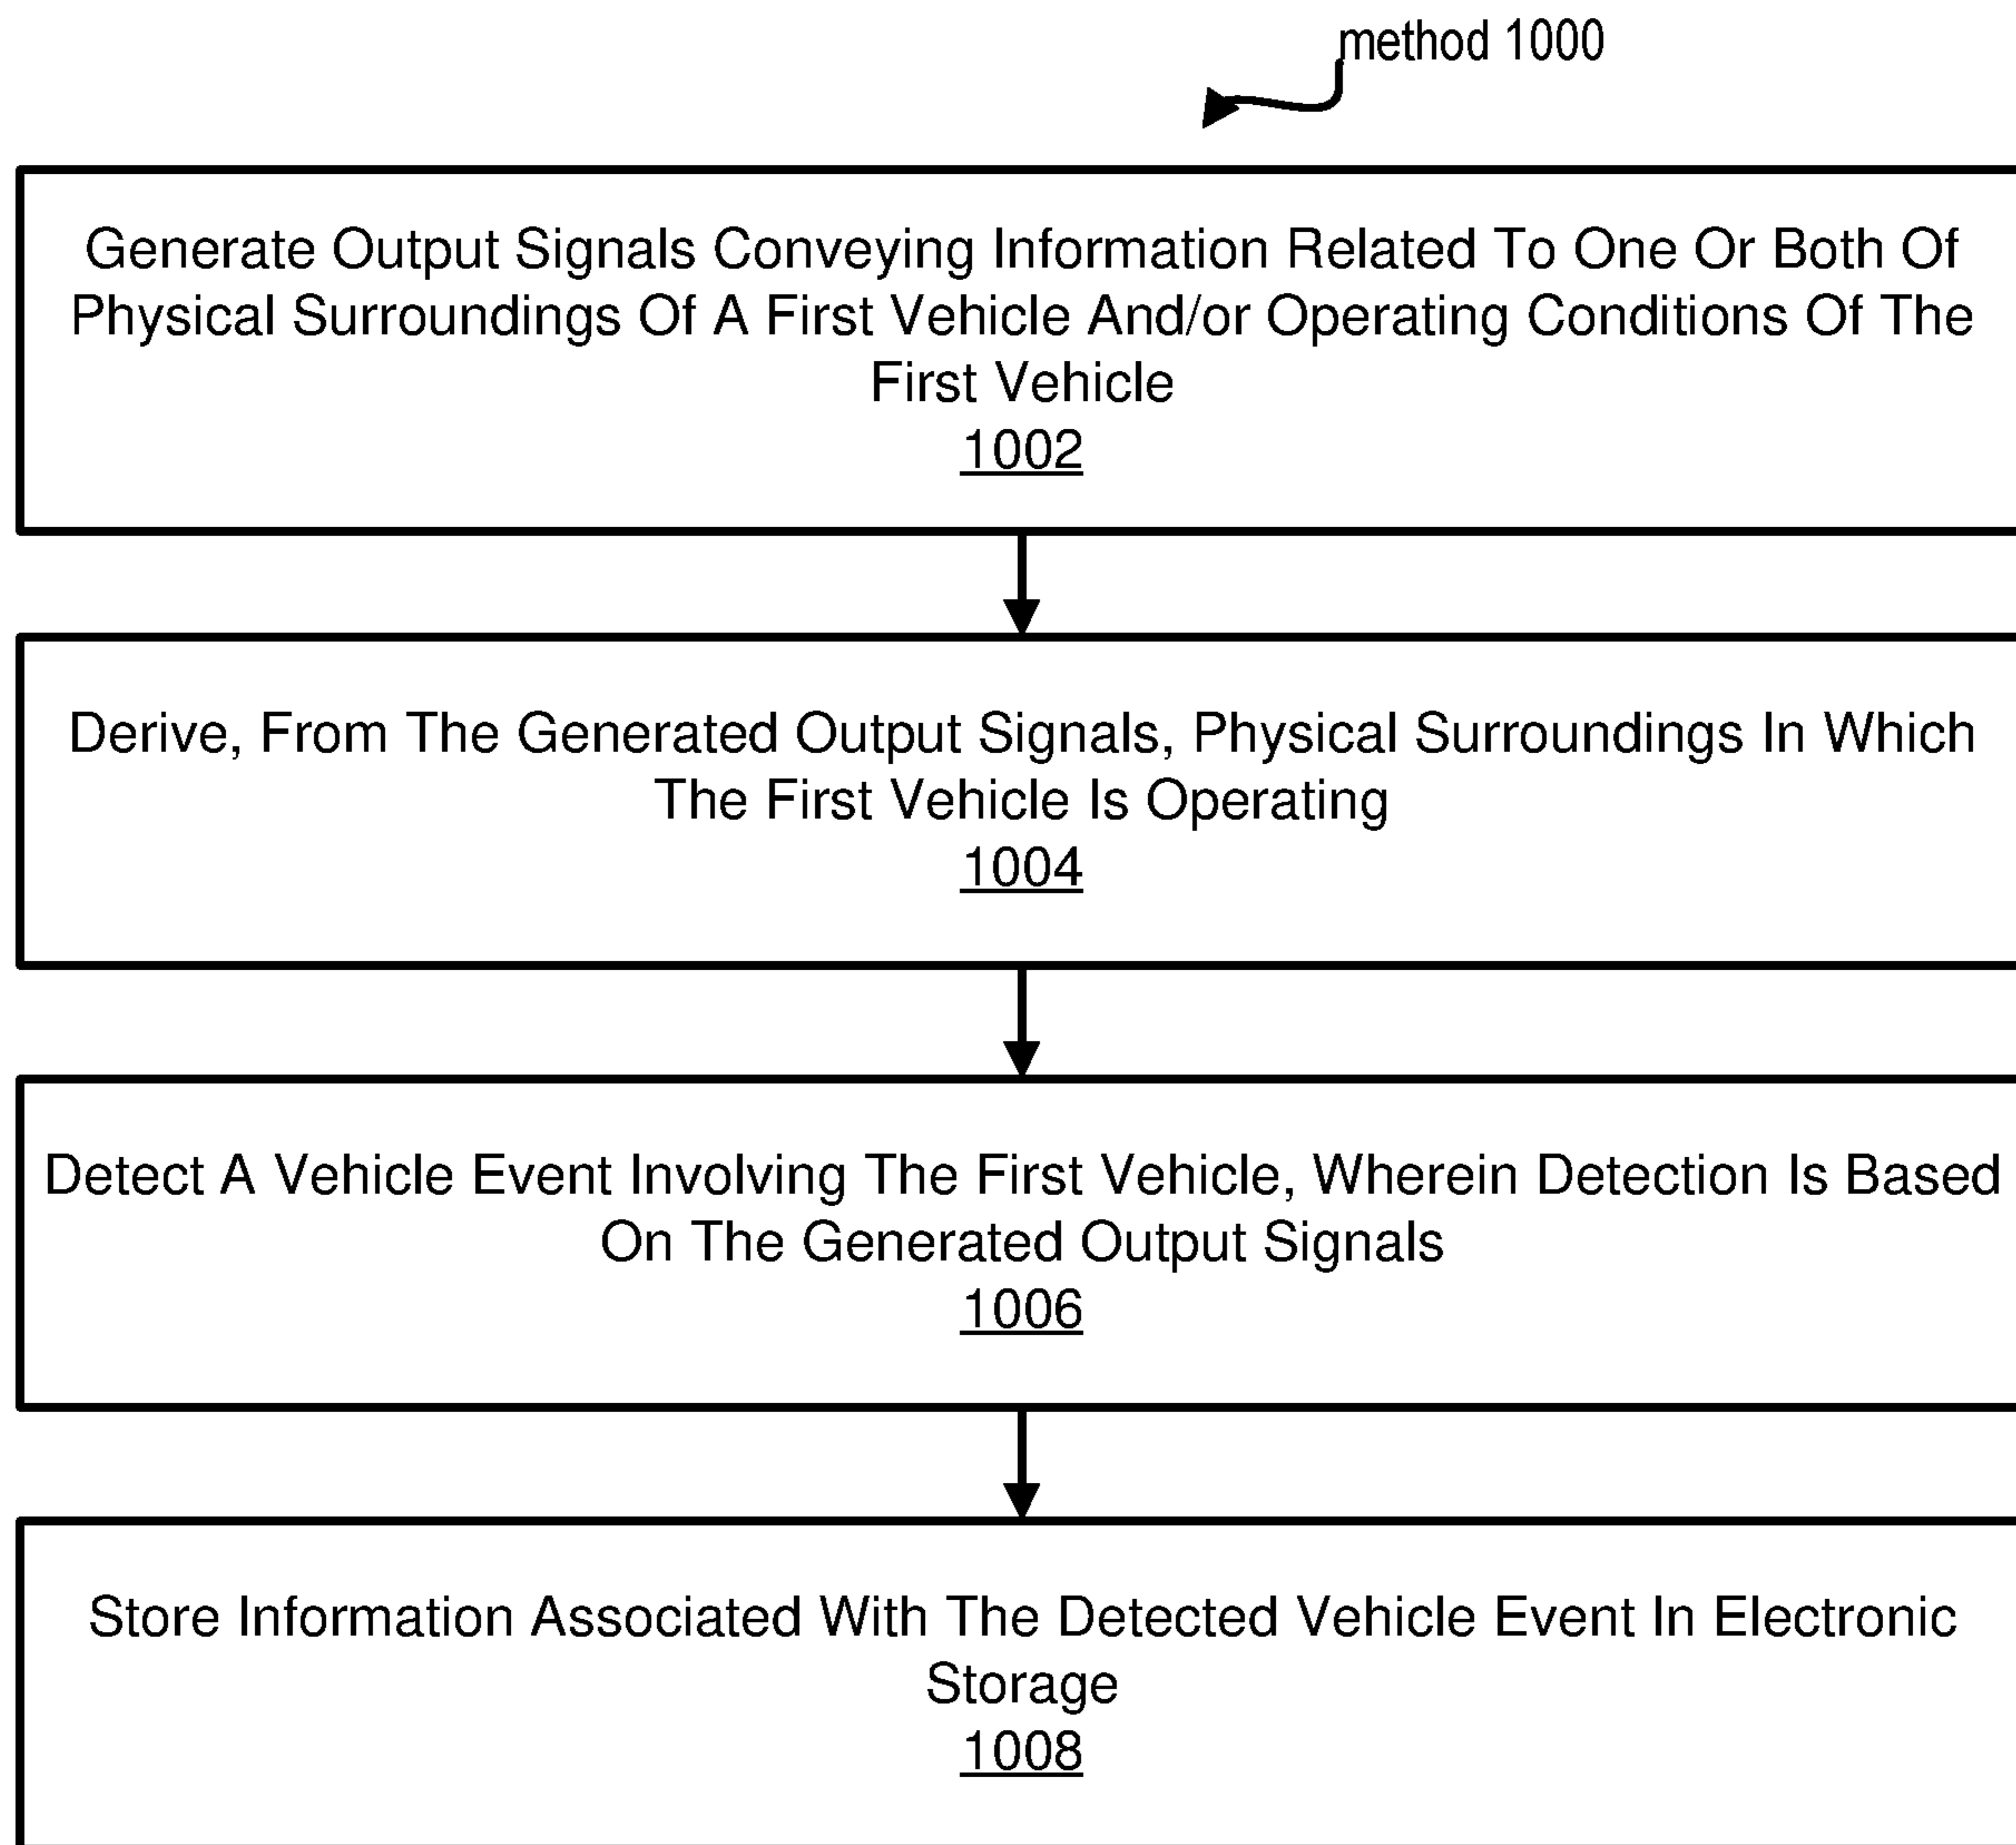 method 1000
Generate Output Signals Conveying Information Related To One Or Both Of
Physical Surroundings Of A First Vehicle And/or Operating Conditions Of The
First Vehicle
1002
Derive, From The Generated Output Signals, Physical Surroundings In Which
The First Vehicle Is Operating
1004
Detect A Vehicle Event Involving The First Vehicle, Wherein Detection Is Based
On The Generated Output Signals
1006
Store Information Associated With The Detected Vehicle Event In Electronic
Storage
1008